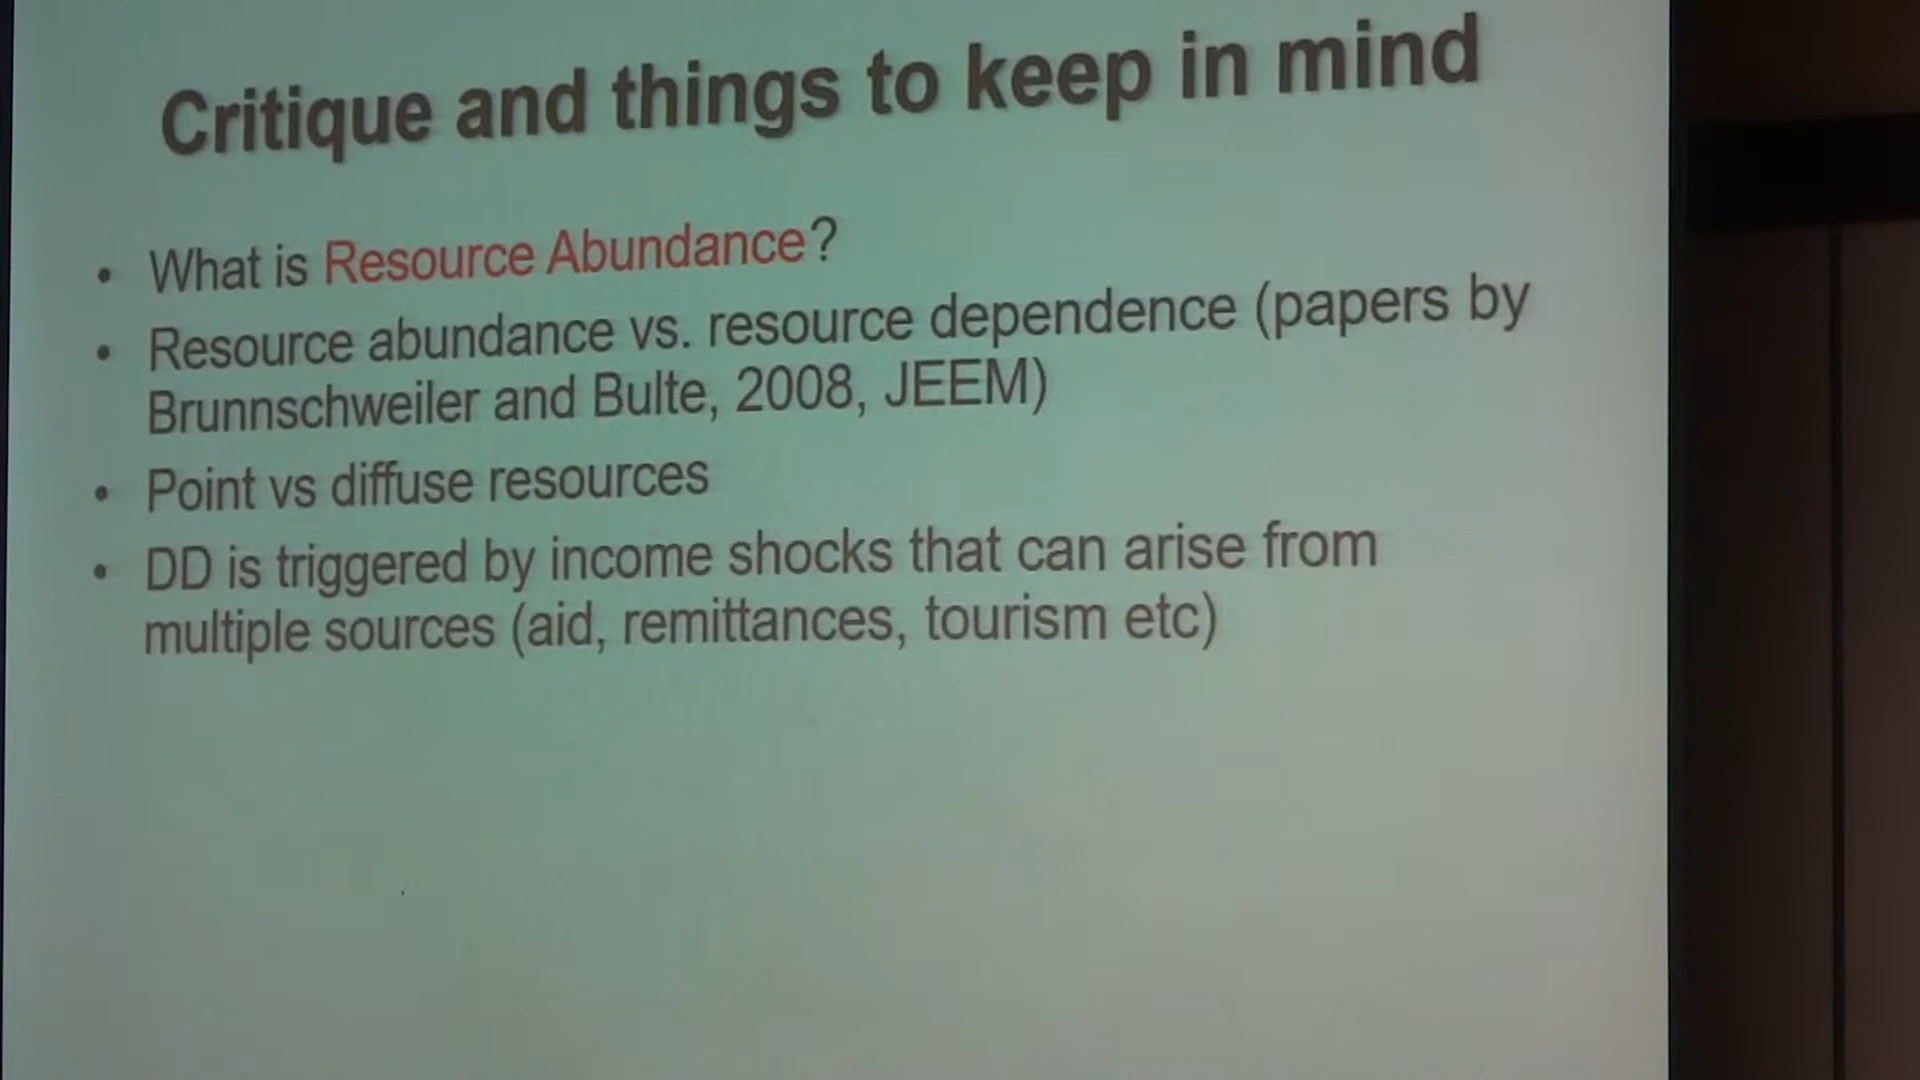 Critique and things to keep in mind
• What is Resource Abundance?
• Resource abundance vs. resource dependence (papers by
Brunnschweiler and Bulte, 2008, JEEM)
• Point vs diffuse resources
• DD is triggered by income shocks that can arise from
multiple sources (aid, remittances, tourism etc)